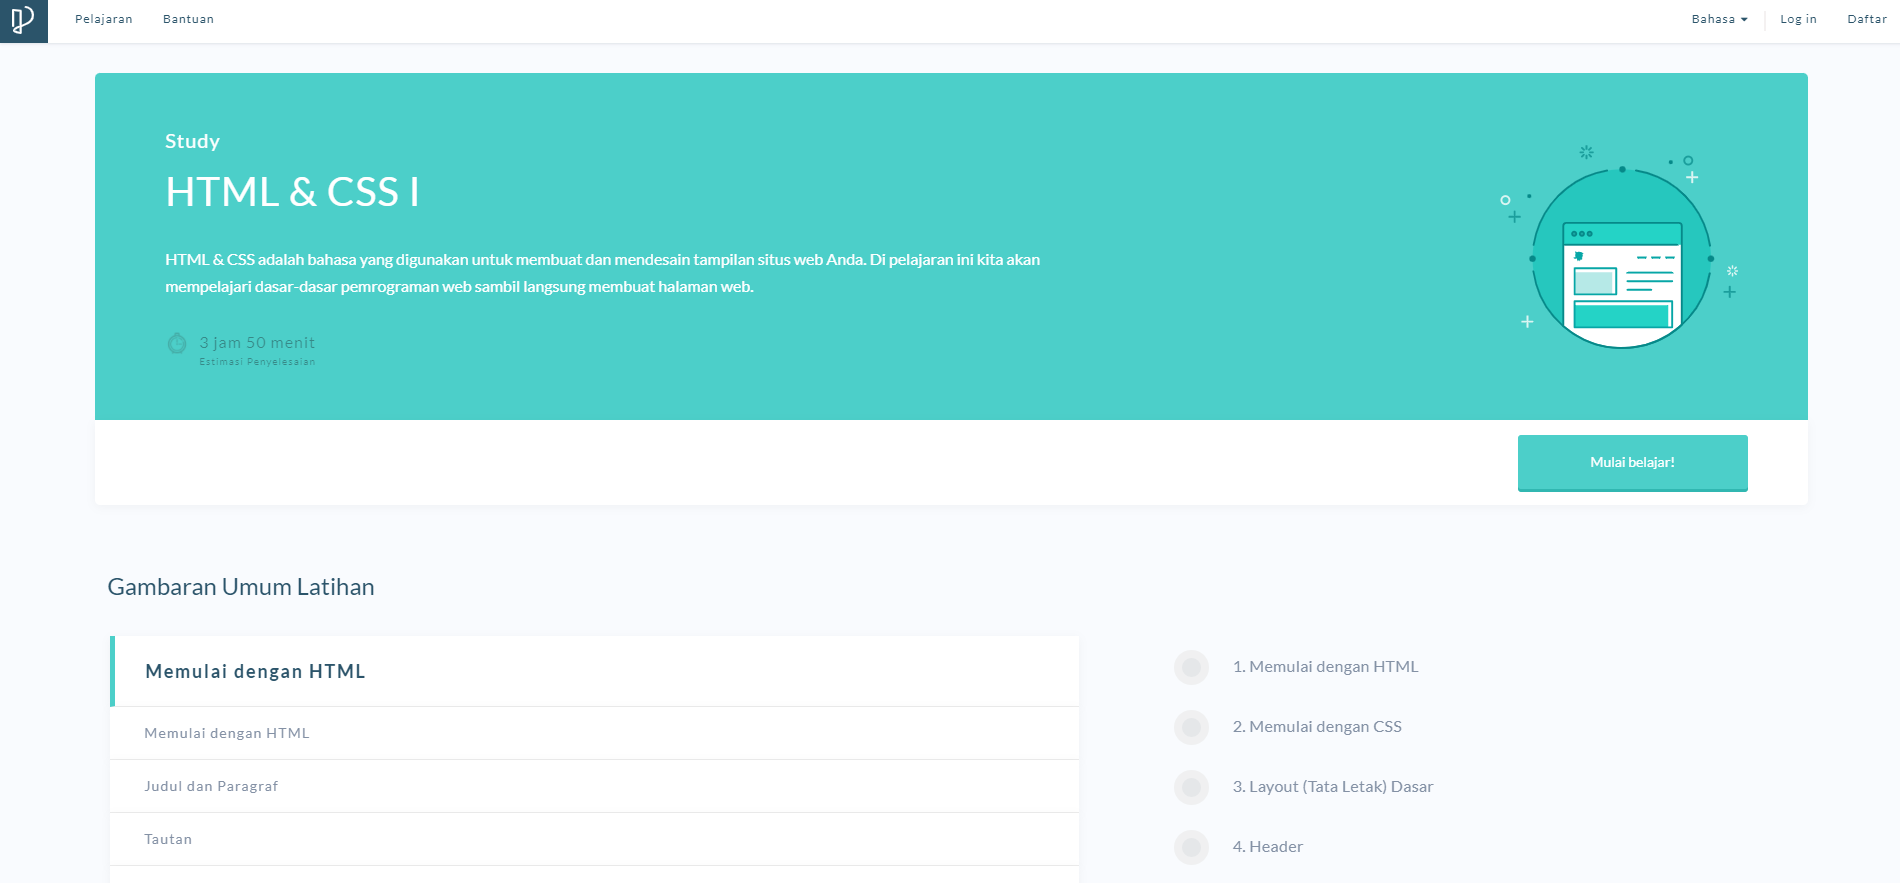 Pelajaran
Bantuan
Bahasa
Log in
Daftar
Study
HTML & CSS I
HTML & CSS adalah bahasa yang digunakan untuk membuat dan mendesain tampilan situs web Anda. Di pelajaran ini kita akan
mempelajari dasar-dasar pemrograman web sambil langsung membuat halaman web.
3 jam 50 menit
Estimasi Penyelesaian
Mulai belajar!
Gambaran Umum Latihan
Memulai dengan HTML
Memulai dengan HTML
Judul dan Paragraf
Tautan
1. Memulai dengan HTML
2. Memulai dengan CSS
3. Layout (Tata Letak) Dasar
4. Header